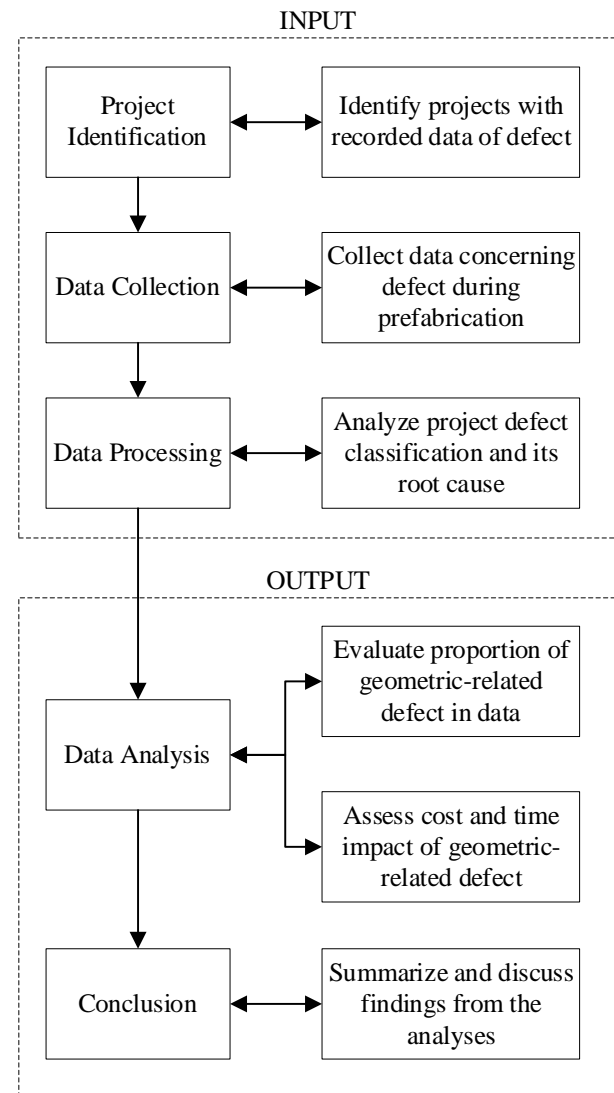 INPUT
Project
Identification
Identify projects with
recorded data of defect
Data Collection
Collect data concerning
defect during
prefabrication
Data Processing
Analyze project defect
classification and its
root cause
OUTPUT
Evaluate proportion of
geometric-related
defect in data
Data Analysis
Assess cost and time
impact of geometric-
related defect
Conclusion
Summarize and discuss
findings from the
analyses